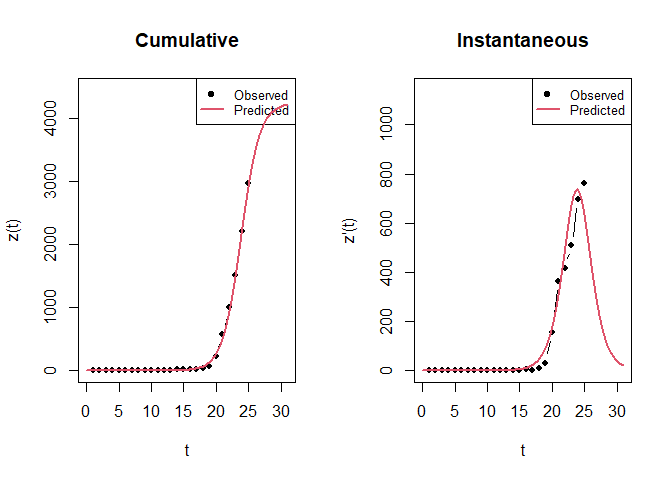 Cumulative
Observed
Predicted
z(t)
0 1000 2000 3000 4000
0 5 10 15 20 25 30
t
Instantaneous
Observed
Predicted
z'(t)
0 200 400 600 800 1000
0 5 10 15 20 25 30
t